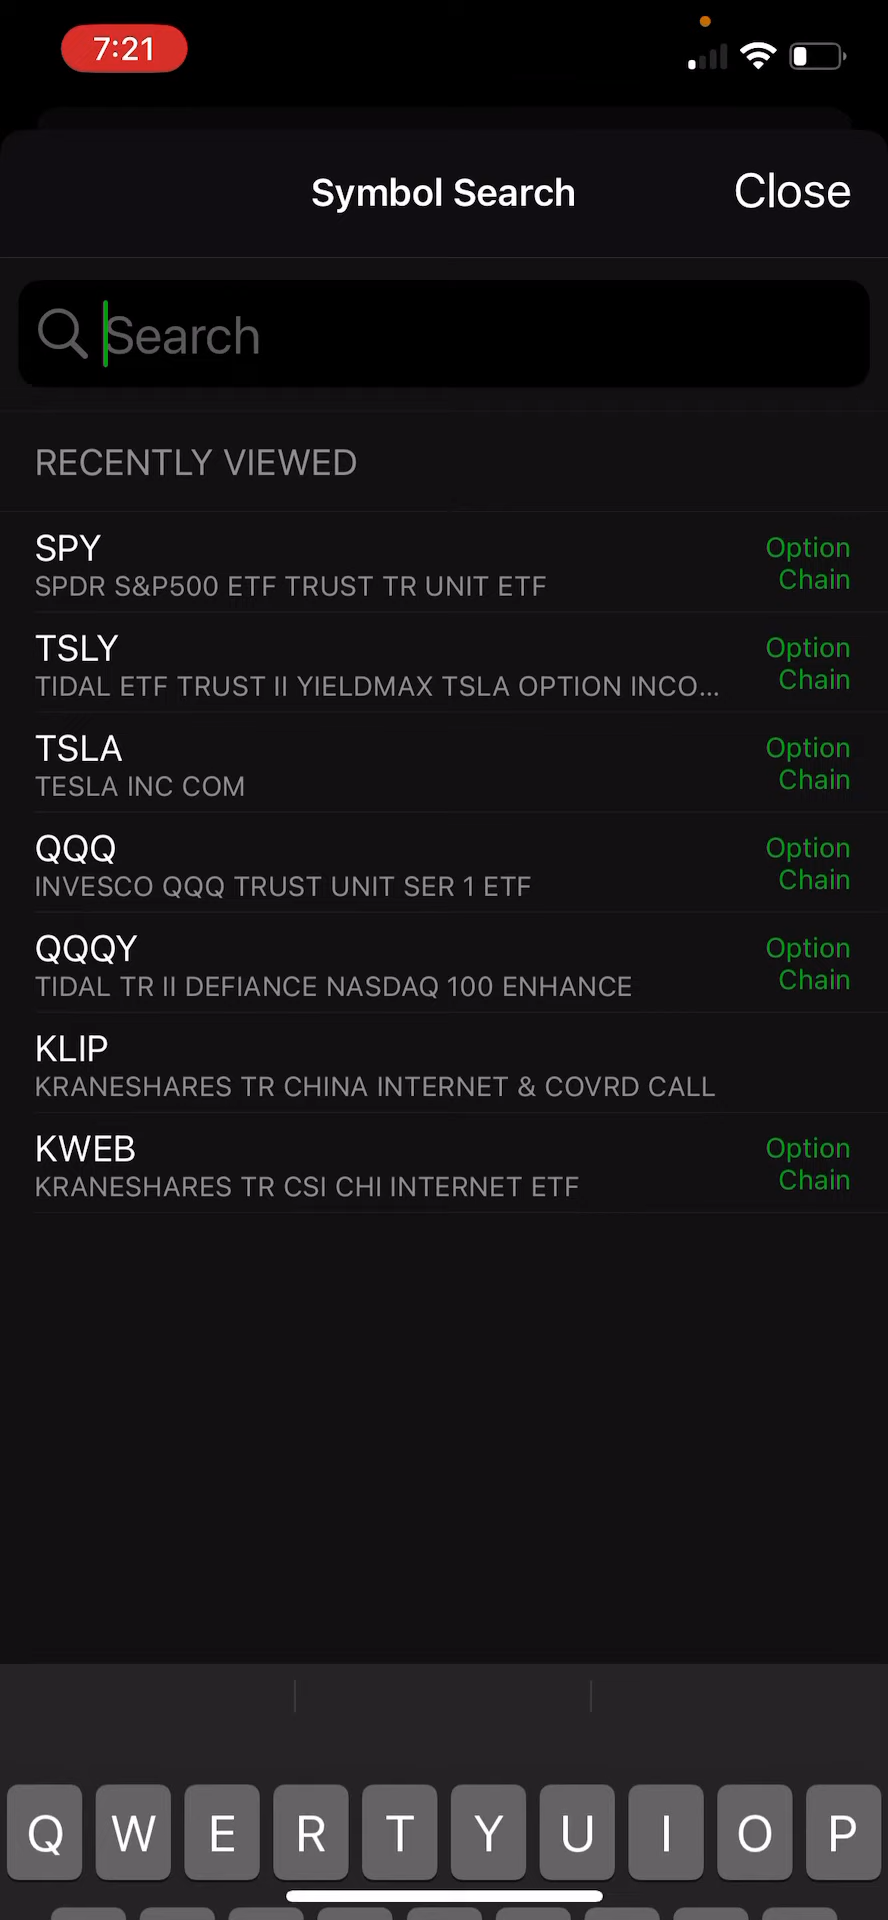 7:21
Symbol Search
Close
Search
RECENTLY VIEWED
SPY
SPDR S&P500 ETF TRUST TR UNIT ETF
Option
Chain
TSLY
TIDAL ETF TRUST II YIELDMAX TSLA OPTION INCO...
Option
Chain
TSLA
TESLA INC COM
Option
Chain
QQQ
INVESCO QQQ TRUST UNIT SER 1 ETF
Option
Chain
QQQY
TIDAL TR II DEFIANCE NASDAQ 100 ENHANCE
Option
Chain
KLIP
KRANESHARES TR CHINA INTERNET & COVRD CALL
KWEB
KRANESHARES TR CSI CHI INTERNET ETF
Option
Chain
Q W E R T Y U I O P